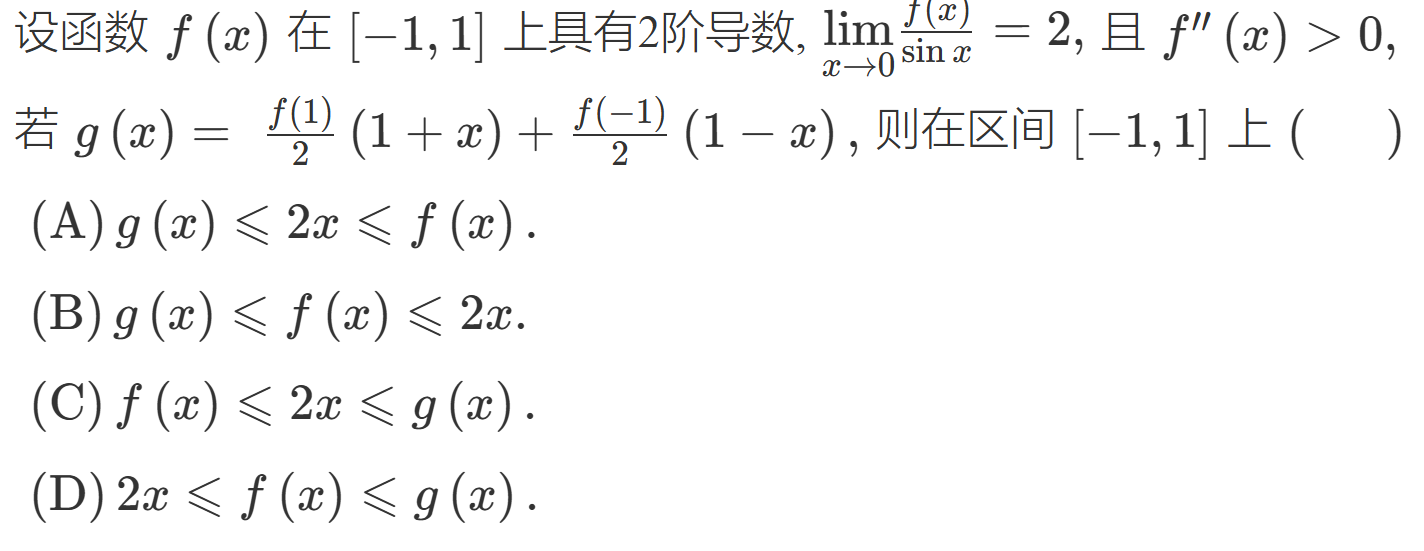 设函数 f (x) 在 [−1, 1] 上具有2阶导数, lim_{x→0} f(x)/sin x = 2, 且 f″ (x) > 0,
若 g (x) = f(1)/2 (1 + x) + f(−1)/2 (1 − x) , 则在区间 [−1, 1] 上 ( )
(A) g (x) ⩽ 2x ⩽ f (x) .
(B) g (x) ⩽ f (x) ⩽ 2x.
(C) f (x) ⩽ 2x ⩽ g (x) .
(D) 2x ⩽ f (x) ⩽ g (x) .